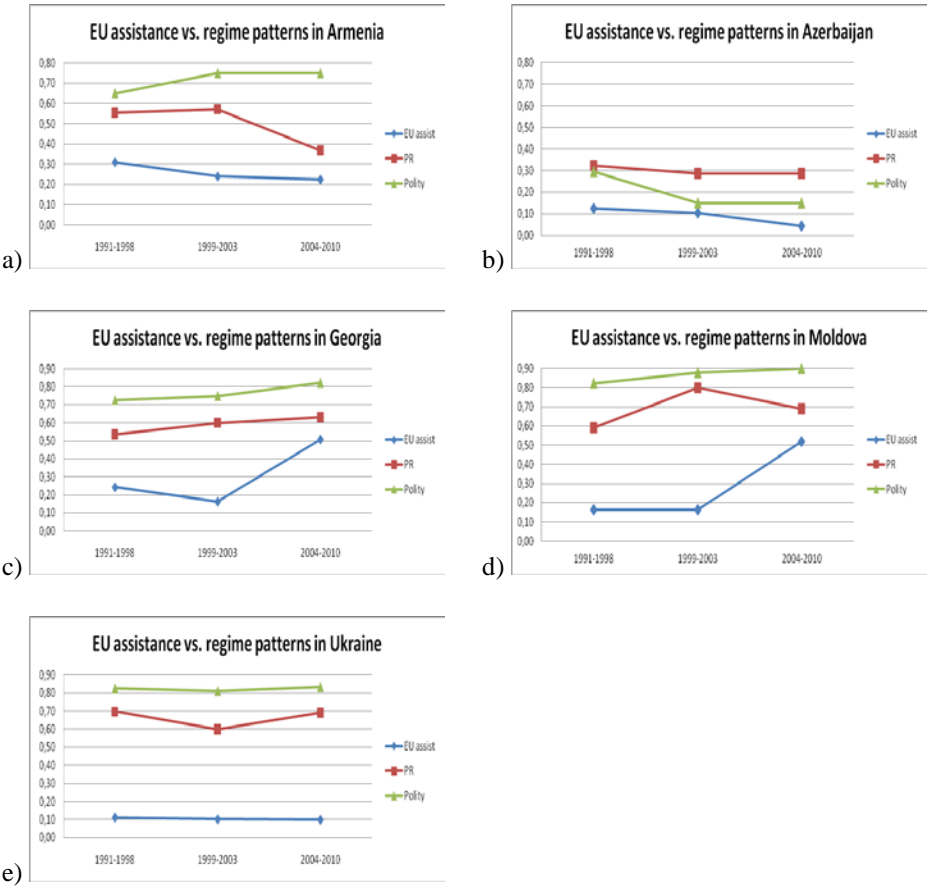 EU assistance vs. regime patterns in Armenia
0,80
0,70
0,60
0,50
0,40
0,30
0,20
0,10
0,00
1991-1998 1999-2003 2004-2010
EU assist
PR
Polity
a)
EU assistance vs. regime patterns in Azerbaijan
0,80
0,70
0,60
0,50
0,40
0,30
0,20
0,10
0,00
1991-1998 1999-2003 2004-2010
EU assist
PR
Polity
b)
EU assistance vs. regime patterns in Georgia
0,90
0,80
0,70
0,60
0,50
0,40
0,30
0,20
0,10
0,00
1991-1998 1999-2003 2004-2010
EU assist
PR
Polity
c)
EU assistance vs. regime patterns in Moldova
0,90
0,80
0,70
0,60
0,50
0,40
0,30
0,20
0,10
0,00
1991-1998 1999-2003 2004-2010
EU assist
PR
Polity
d)
EU assistance vs. regime patterns in Ukraine
0,90
0,80
0,70
0,60
0,50
0,40
0,30
0,20
0,10
0,00
1991-1998 1999-2003 2004-2010
EU assist
PR
Polity
e)